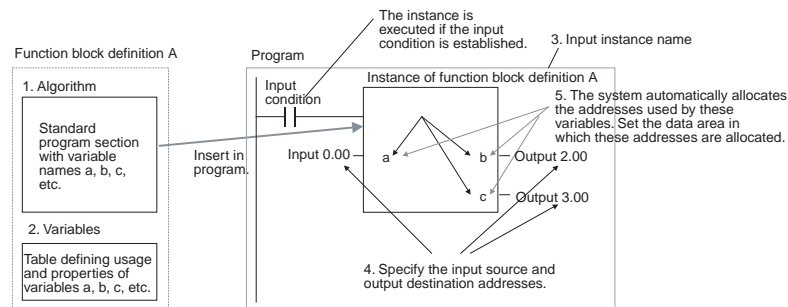 Function block definition A
1. Algorithm
Standard
program section
with variable
names a, b, c,
etc.
2. Variables
Table defining usage
and properties of
variables a, b, c, etc.
Insert in
program.
Program
The instance is
executed if the input
condition is established.
3. Input instance name
Input
condition
Instance of function block definition A
5. The system automatically allocates
the addresses used by these
variables. Set the data area in
which these addresses are allocated.
Input 0.00
a
b
Output 2.00
c
Output 3.00
4. Specify the input source and
output destination addresses.